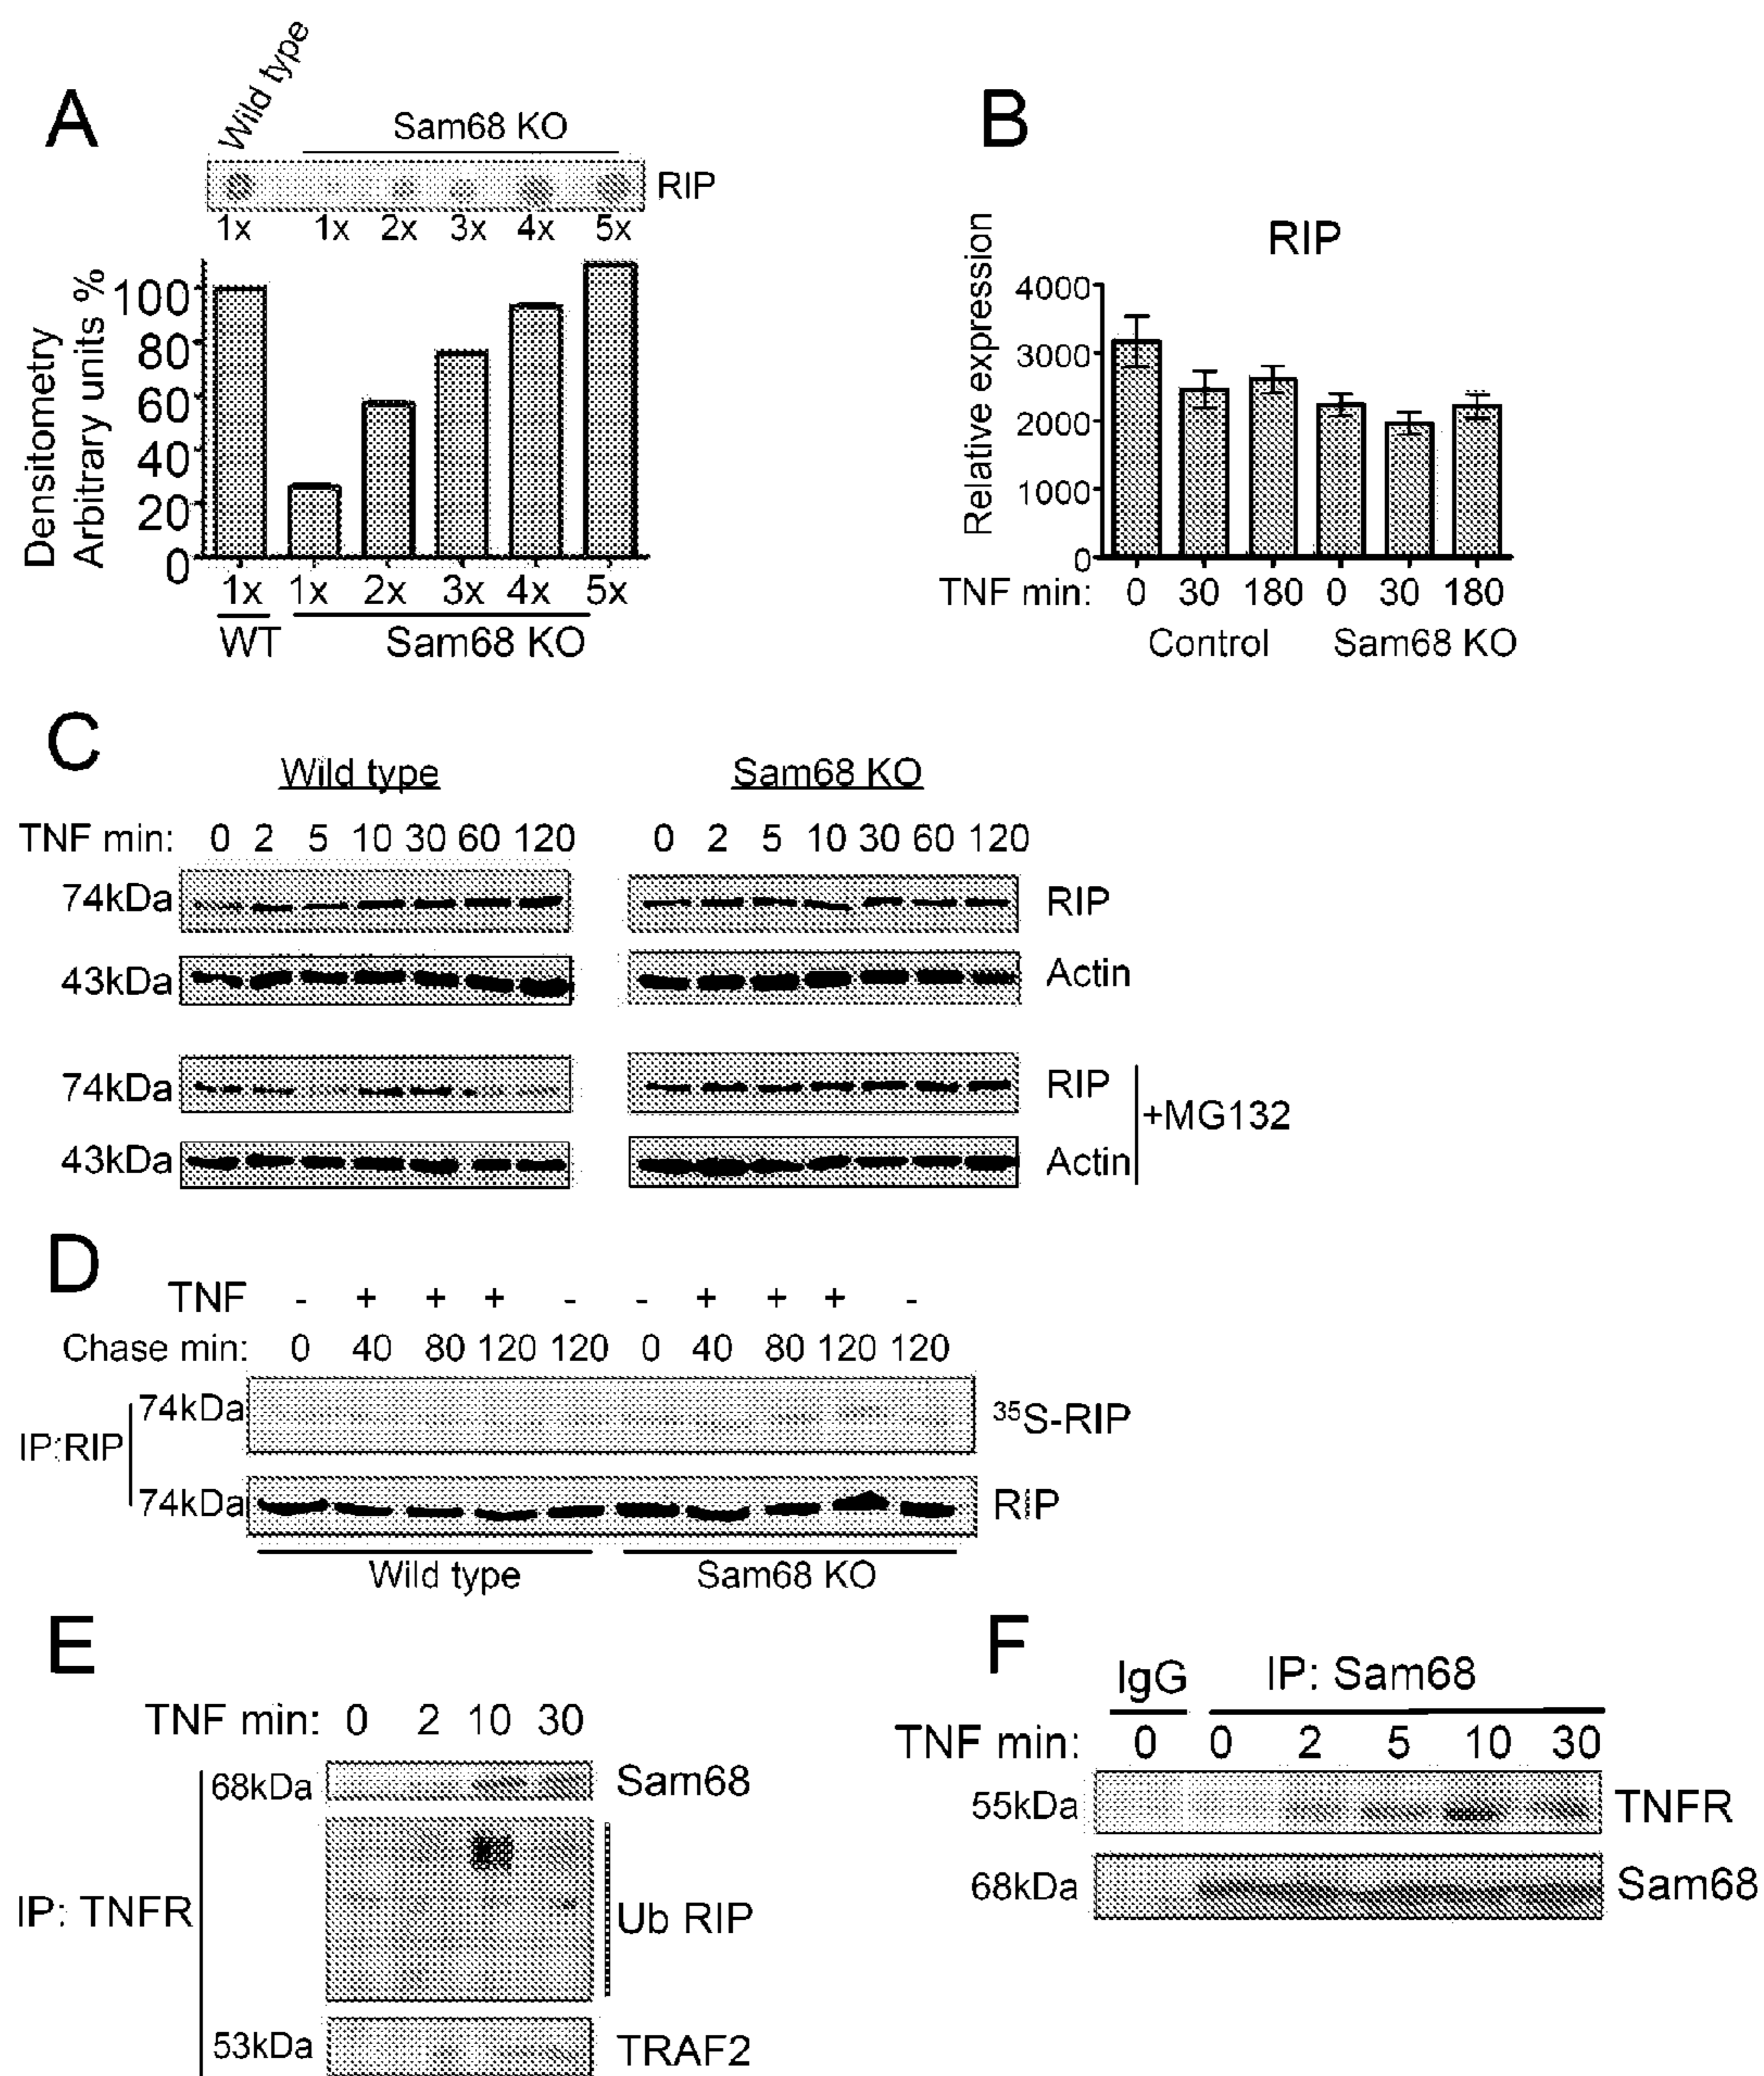 A
Wild type
Sam68 KO
RIP
1x 1x 2x 3x 4x 5x
Densitometry
Arbitrary units %
100
80
60
40
20
0
1x 1x 2x 3x 4x 5x
WT Sam68 KO
B
RIP
Relative expression
4000
3000
2000
1000
0
TNF min: 0 30 180 0 30 180
Control Sam68 KO
C
Wild type Sam68 KO
TNF min: 0 2 5 10 30 60 120 0 2 5 10 30 60 120
74kDa RIP
43kDa Actin
74kDa RIP
+MG132
43kDa Actin
D
TNF - + + + - - + + + -
Chase min: 0 40 80 120 120 0 40 80 120 120
74kDa 35S-RIP
IP:RIP
74kDa RIP
Wild type Sam68 KO
E
TNF min: 0 2 10 30
68kDa Sam68
IP: TNFR Ub RIP
53kDa TRAF2
F
IgG IP: Sam68
TNF min: 0 0 2 5 10 30
55kDa TNFR
68kDa Sam68